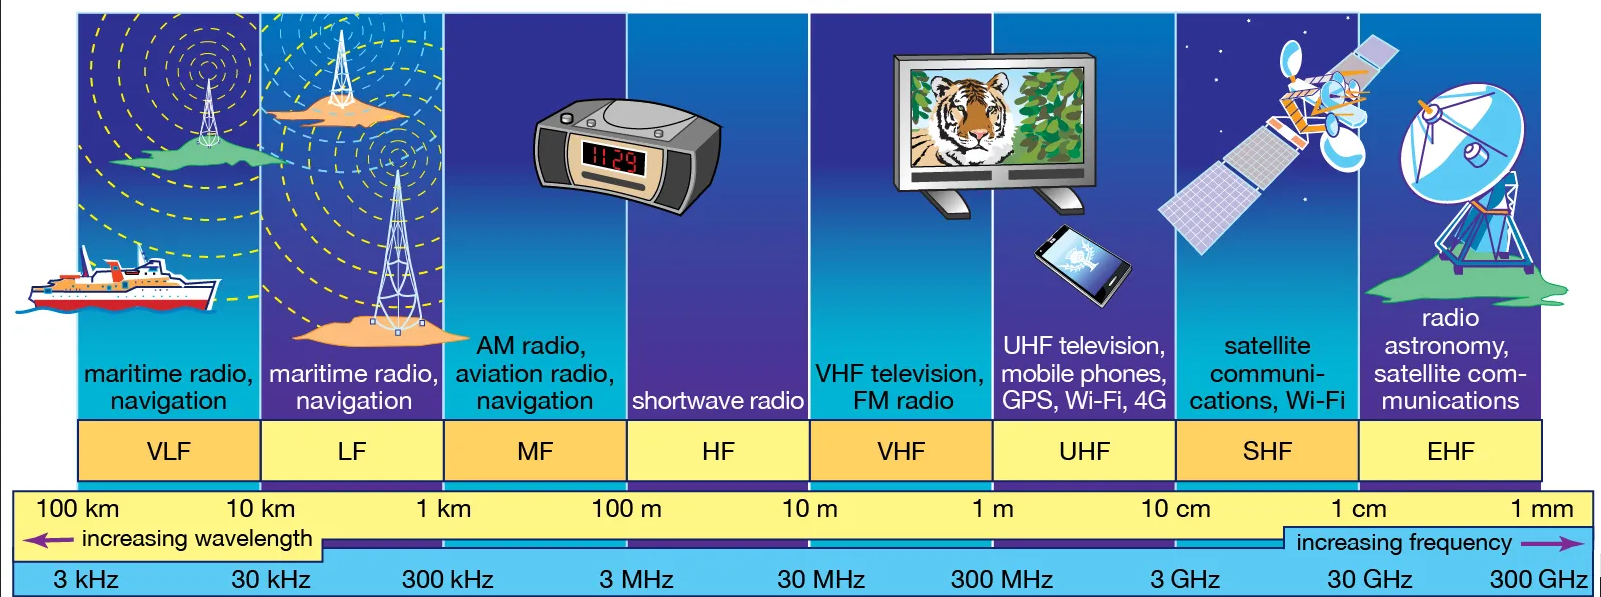 11:29
maritime radio,
navigation
maritime radio,
navigation
AM radio,
aviation radio,
navigation
shortwave radio
VHF television,
FM radio
UHF television,
mobile phones,
GPS, Wi-Fi, 4G
satellite
communi-
cations, Wi-Fi
radio
astronomy,
satellite com-
munications
VLF LF MF HF VHF UHF SHF EHF
100 km 10 km 1 km 100 m 10 m 1 m 10 cm 1 cm 1 mm
increasing wavelength
increasing frequency
3 kHz 30 kHz 300 kHz 3 MHz 30 MHz 300 MHz 3 GHz 30 GHz 300 GHz